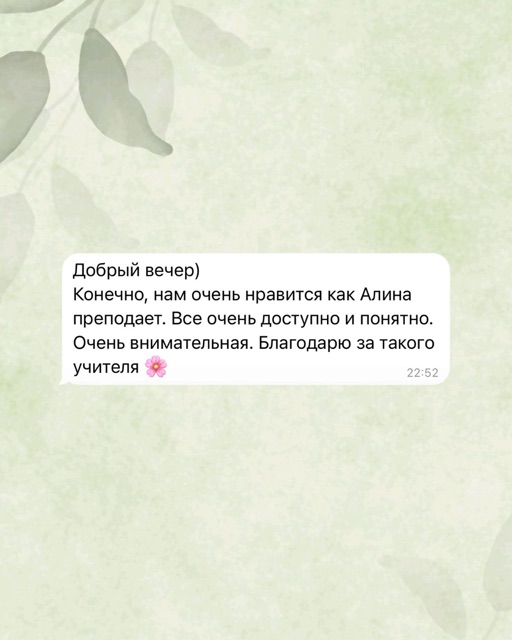 Добрый вечер)
Конечно, нам очень нравится как Алина
преподает. Все очень доступно и понятно.
Очень внимательная. Благодарю за такого
учителя 🌸
22:52